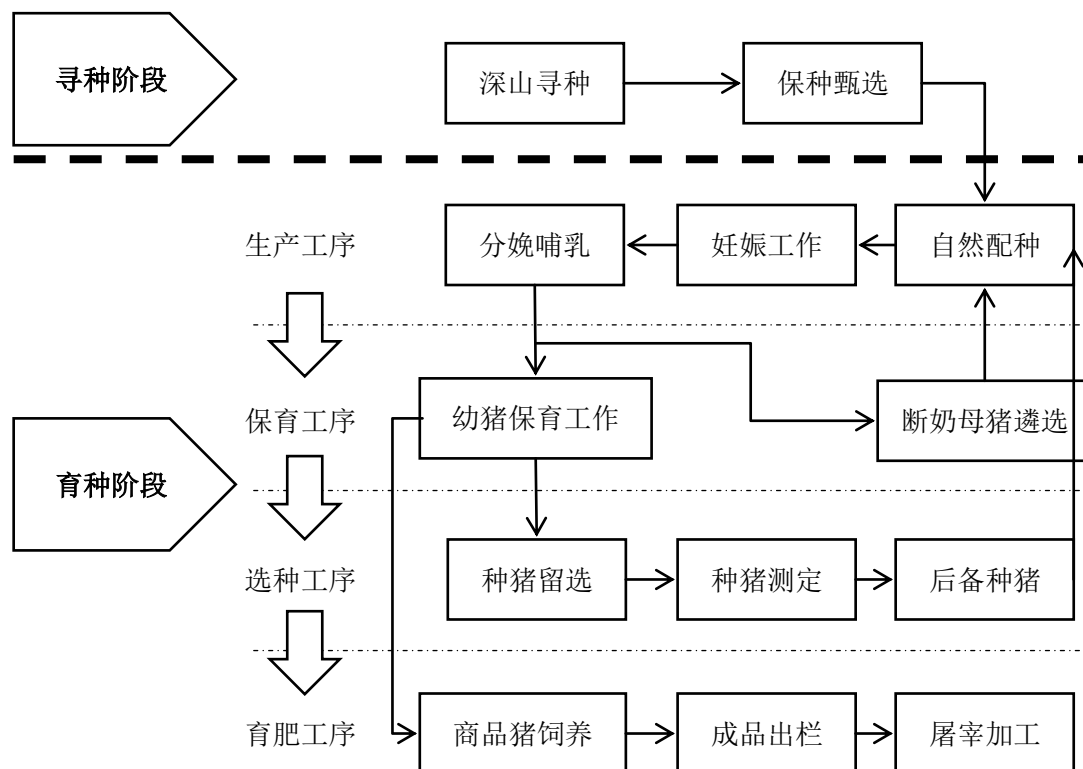 寻种阶段
深山寻种
保种甄选
生产工序
分娩哺乳
妊娠工作
自然配种
保育工序
幼猪保育工作
断奶母猪遴选
育种阶段
选种工序
种猪留选
种猪测定
后备种猪
育肥工序
商品猪饲养
成品出栏
屠宰加工